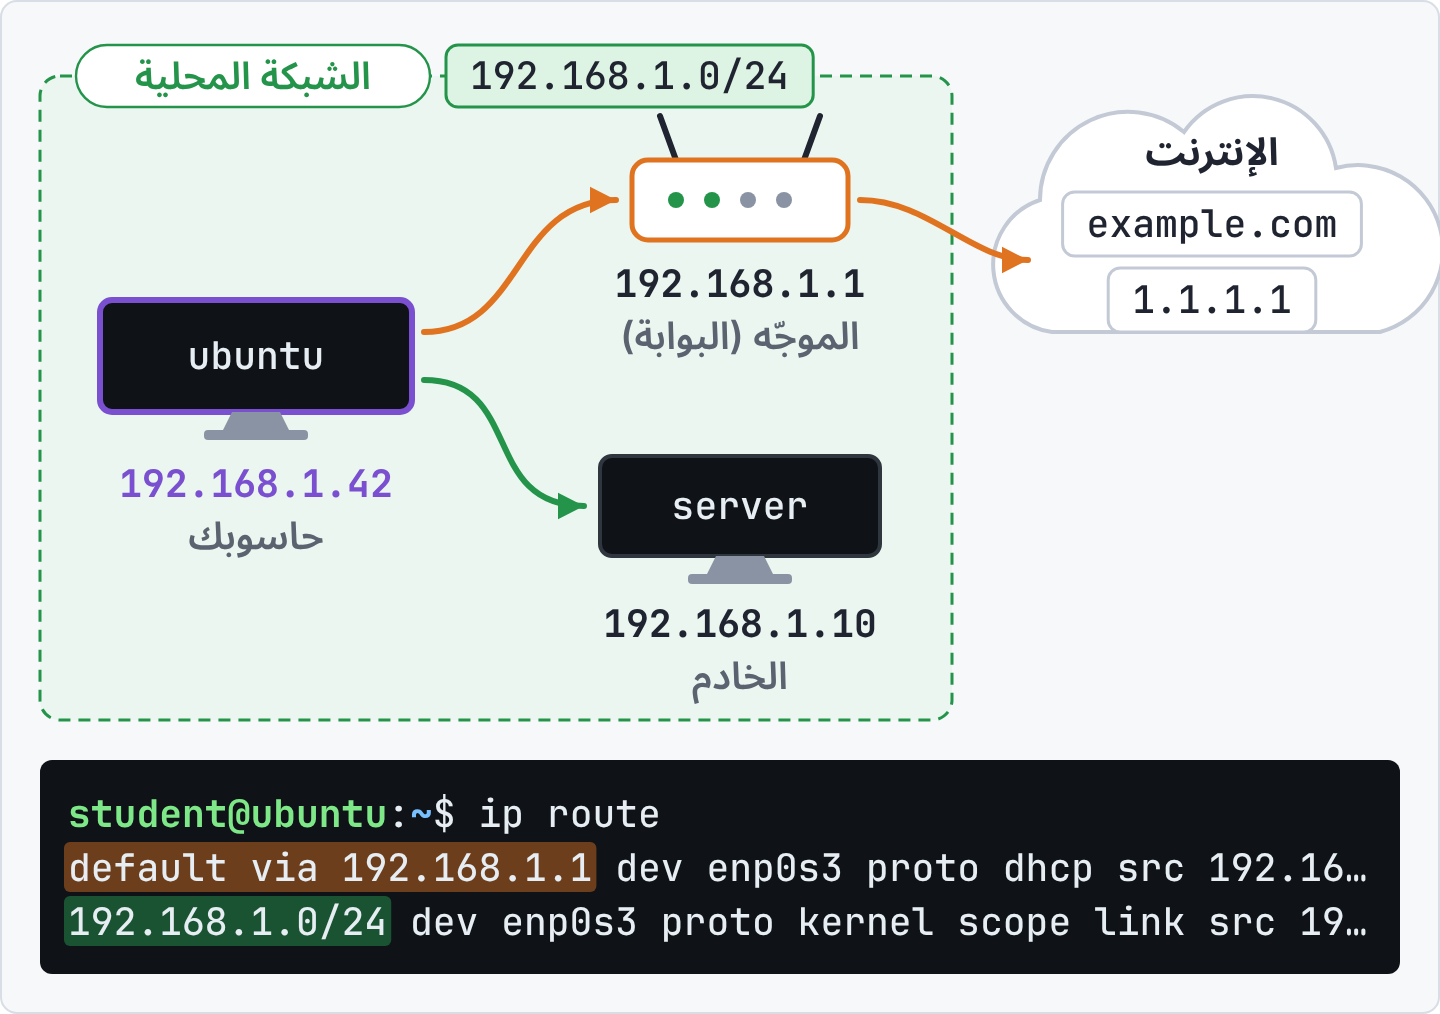 الشبكة المحلية
192.168.1.0/24
الإنترنت
example.com
1.1.1.1
192.168.1.1
الموجّه (البوابة)
ubuntu
192.168.1.42
حاسوبك
server
192.168.1.10
الخادم
student@ubuntu:~$ ip route
default via 192.168.1.1 dev enp0s3 proto dhcp src 192.16…
192.168.1.0/24 dev enp0s3 proto kernel scope link src 19…